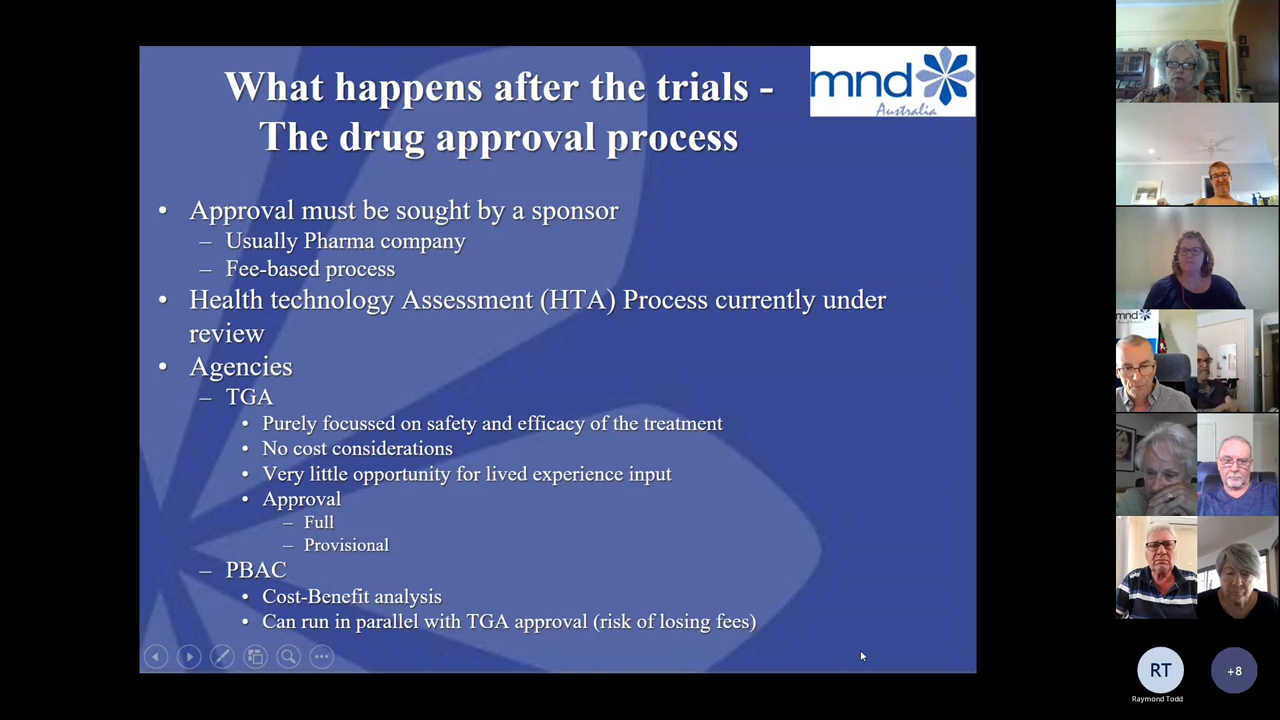 What happens after the trials -
The drug approval process
mnd
Australia
• Approval must be sought by a sponsor
– Usually Pharma company
– Fee-based process
• Health technology Assessment (HTA) Process currently under
review
• Agencies
– TGA
• Purely focussed on safety and efficacy of the treatment
• No cost considerations
• Very little opportunity for lived experience input
• Approval
– Full
– Provisional
– PBAC
• Cost-Benefit analysis
• Can run in parallel with TGA approval (risk of losing fees)
mnd
RT
Raymond Todd
+8